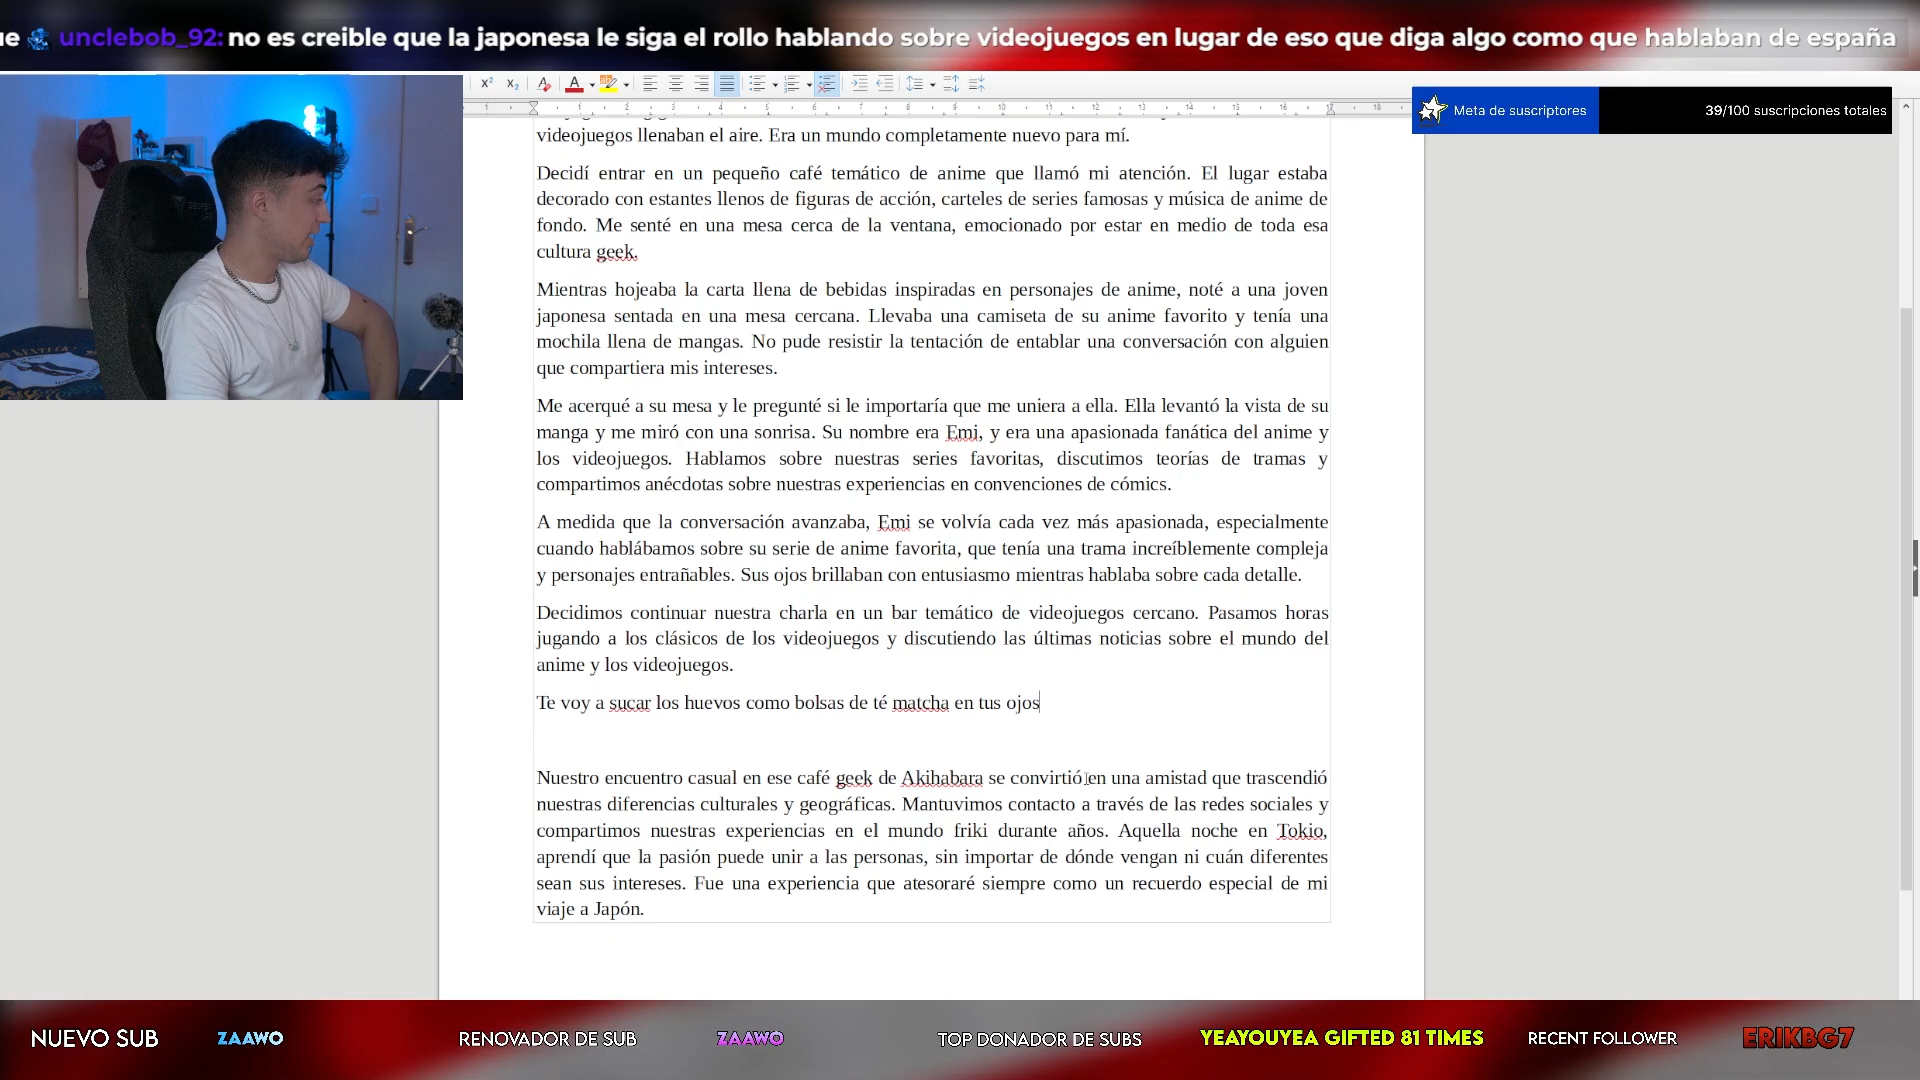 ue unclebob_92: no es creible que la japonesa le siga el rollo hablando sobre videojuegos en lugar de eso que diga algo como que hablaban de españa
Meta de suscriptores 39/100 suscripciones totales
videojuegos llenaban el aire. Era un mundo completamente nuevo para mí.
Decidí entrar en un pequeño café temático de anime que llamó mi atención. El lugar estaba
decorado con estantes llenos de figuras de acción, carteles de series famosas y música de anime de
fondo. Me senté en una mesa cerca de la ventana, emocionado por estar en medio de toda esa
cultura geek.
Mientras hojeaba la carta llena de bebidas inspiradas en personajes de anime, noté a una joven
japonesa sentada en una mesa cercana. Llevaba una camiseta de su anime favorito y tenía una
mochila llena de mangas. No pude resistir la tentación de entablar una conversación con alguien
que compartiera mis intereses.
Me acerqué a su mesa y le pregunté si le importaría que me uniera a ella. Ella levantó la vista de su
manga y me miró con una sonrisa. Su nombre era Emi, y era una apasionada fanática del anime y
los videojuegos. Hablamos sobre nuestras series favoritas, discutimos teorías de tramas y
compartimos anécdotas sobre nuestras experiencias en convenciones de cómics.
A medida que la conversación avanzaba, Emi se volvía cada vez más apasionada, especialmente
cuando hablábamos sobre su serie de anime favorita, que tenía una trama increíblemente compleja
y personajes entrañables. Sus ojos brillaban con entusiasmo mientras hablaba sobre cada detalle.
Decidimos continuar nuestra charla en un bar temático de videojuegos cercano. Pasamos horas
jugando a los clásicos de los videojuegos y discutiendo las últimas noticias sobre el mundo del
anime y los videojuegos.
Te voy a sucar los huevos como bolsas de té matcha en tus ojos
Nuestro encuentro casual en ese café geek de Akihabara se convirtió en una amistad que trascendió
nuestras diferencias culturales y geográficas. Mantuvimos contacto a través de las redes sociales y
compartimos nuestras experiencias en el mundo friki durante años. Aquella noche en Tokio,
aprendí que la pasión puede unir a las personas, sin importar de dónde vengan ni cuán diferentes
sean sus intereses. Fue una experiencia que atesoraré siempre como un recuerdo especial de mi
viaje a Japón.
NUEVO SUB ZAAWO RENOVADOR DE SUB ZAAWO TOP DONADOR DE SUBS YEAYOUYEA GIFTED 81 TIMES RECENT FOLLOWER ERIKBG7